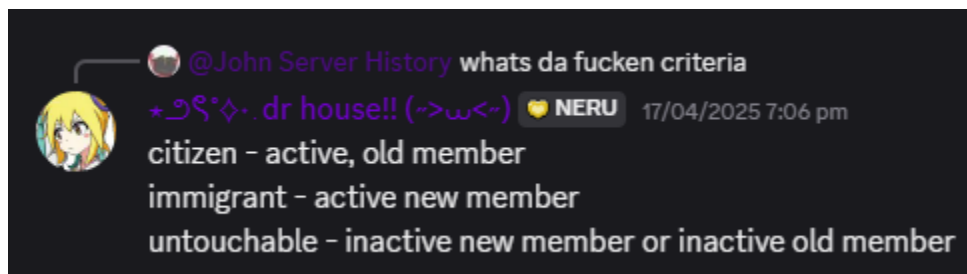 @John Server History whats da fucken criteria
⋆౨ৎ˚⟡˖ . dr house!! (˶>ω<˶) NERU 17/04/2025 7:06 pm
citizen - active, old member
immigrant - active new member
untouchable - inactive new member or inactive old member